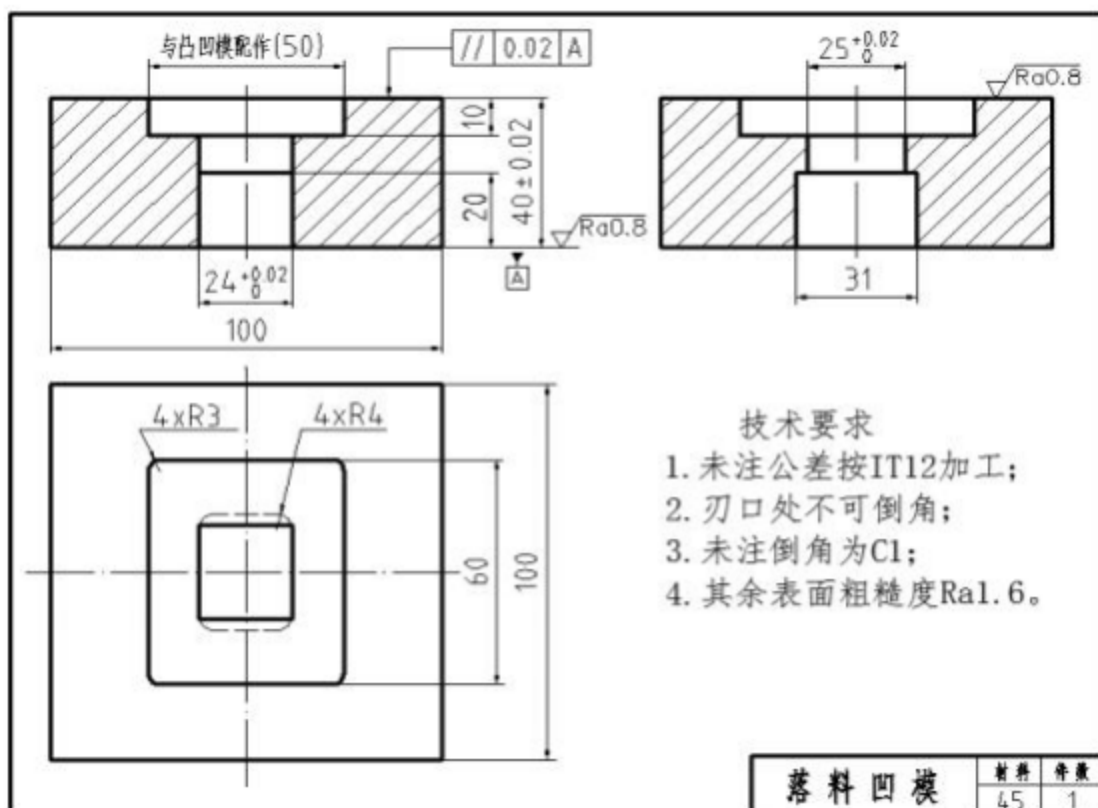 与凸凹模配作(50)
// 0.02 A
10
20
40±0.02
Ra0.8
A
24 +0.02 0
100
25 +0.02 0
Ra0.8
31
4xR3
4xR4
60
100
技术要求
1.未注公差按IT12加工;
2.刃口处不可倒角;
3.未注倒角为C1;
4.其余表面粗糙度Ra1.6。
落料凹模
材料 件数
45 1